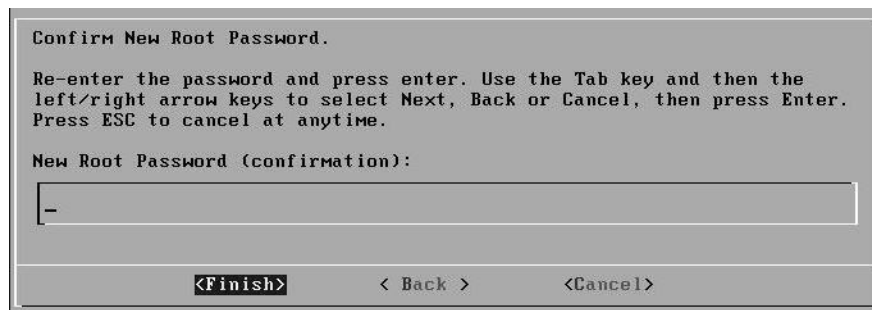 Confirm New Root Password.
Re-enter the password and press enter. Use the Tab key and then the
left/right arrow keys to select Next, Back or Cancel, then press Enter.
Press ESC to cancel at anytime.
New Root Password (confirmation):
_
<Finish> < Back > <Cancel>